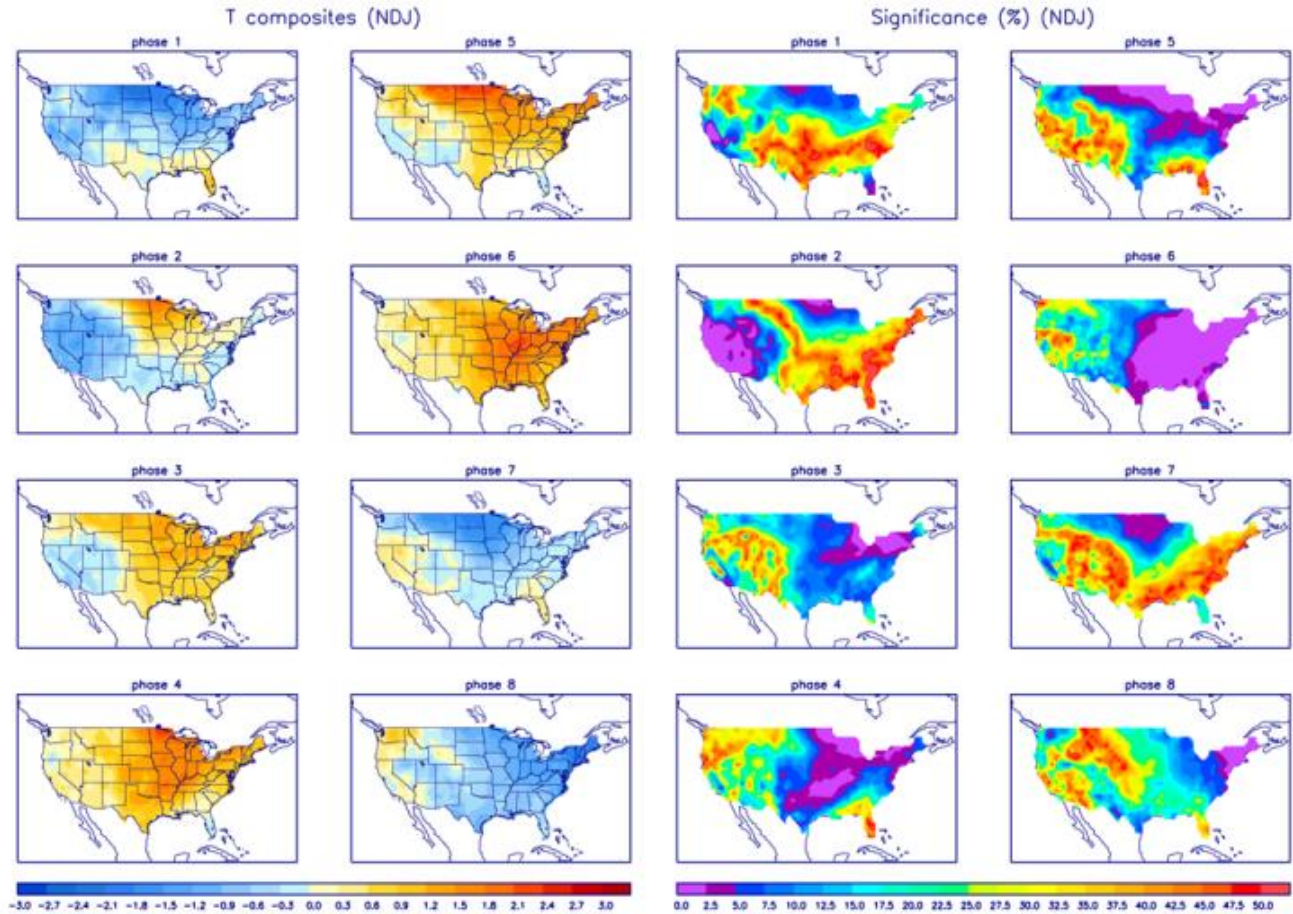 T composites (NDJ) Significance (%) (NDJ)
phase 1 phase 5 phase 1 phase 5
phase 2 phase 6 phase 2 phase 6
phase 3 phase 7 phase 3 phase 7
phase 4 phase 8 phase 4 phase 8
-3.0 -2.7 -2.4 -2.1 -1.8 -1.5 -1.2 -0.9 -0.6 -0.3 0.0 0.3 0.6 0.9 1.2 1.5 1.8 2.1 2.4 2.7 3.0 0.0 2.5 5.0 7.5 10.0 12.5 15.0 17.5 20.0 22.5 25.0 27.5 30.0 32.5 35.0 37.5 40.0 42.5 45.0 47.5 50.0